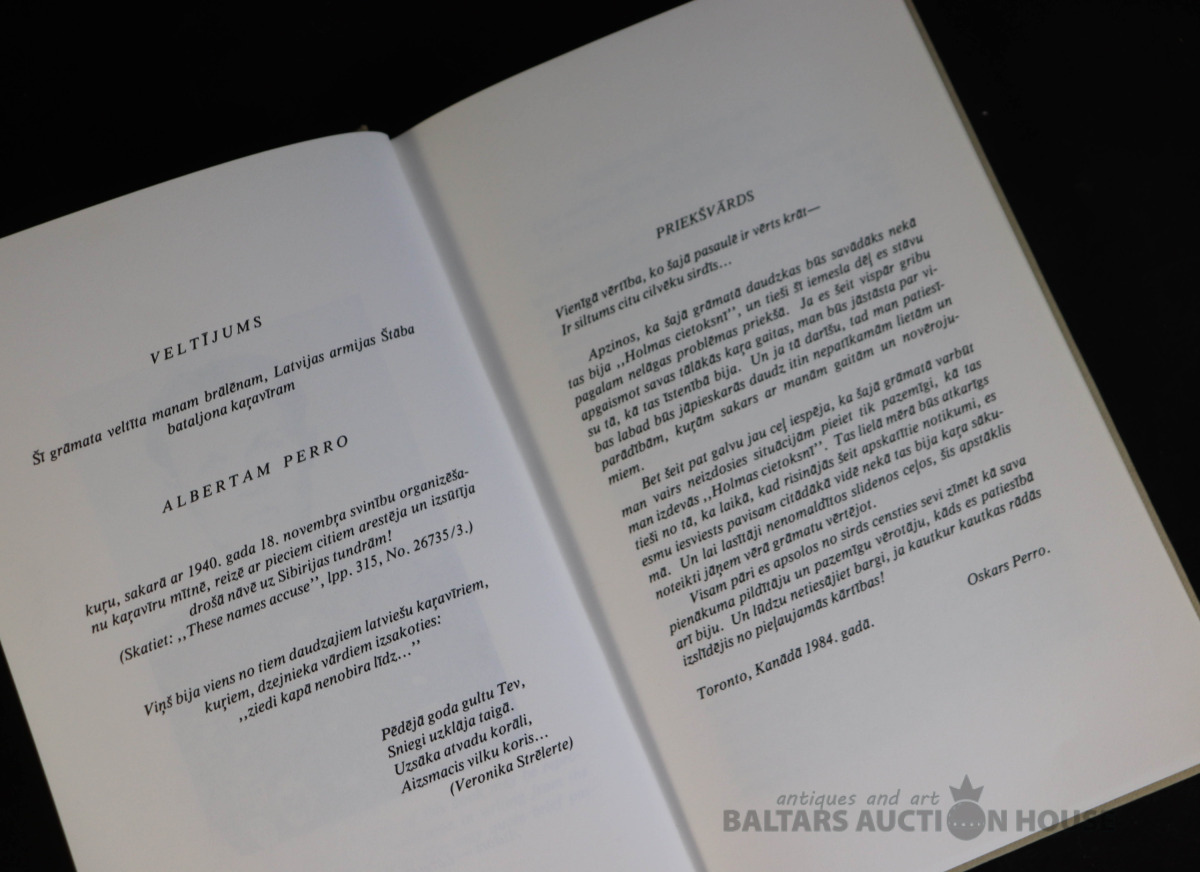 VELTĪJUMS
Šī grāmata veltīta manam brālēnam, Latvijas armijas Štāba
bataljona kaŗavīram
ALBERTAM PERRO
kuŗu, sakarā ar 1940. gada 18. novembŗa svinību organizēša-
nu kaŗavīru mītnē, reizē ar pieciem citiem arestēja un izsūtīja
drošā nāvē uz Sibirijas tundrām!
(Skatiet: ,,These names accuse”, lpp. 315, No. 26735/3.)
Viņš bija viens no tiem daudzajiem latviešu kaŗavīriem,
kuŗiem, dzejnieka vārdiem izsakoties:
,,ziedi kapā nenobira līdz...”
Pēdējā goda gultu Tev,
Sniegi uzklāja taigā.
Uzsāka atvadu korāli,
Aizsmacis vilku koris...
(Veronika Strēlerte)
PRIEKŠVĀRDS
Vienīgā vērtība, ko šajā pasaulē ir vērts krāt—
Ir siltums citu cilvēku sirdīs...
Apzinos, ka šajā grāmatā daudzkas būs savādāks nekā
tas bija ,,Holmas cietoksnī”, un tieši šī iemesla dēļ es stāvu
pagalam nelāgas problēmas priekšā. Ja es šeit vispār gribu
apgaismot savas tālākās kaŗa gaitas, man būs jāstāsta par vi-
su tā, kā tas īstenībā bija. Un ja tā darīšu, tad man patiesī-
bas labad būs jāpieskarās daudz itin nepatīkamām lietām un
parādībām, kuŗām sakars ar manām gaitām un novēroju-
miem.
Bet šeit pat galvu jau ceļ iespēja, ka šajā grāmatā varbūt
man vairs neizdosies situācijām pieiet tik pazemīgi, kā tas
man izdevās ,,Holmas cietoksnī”. Tas lielā mērā būs atkarīgs
tieši no tā, ka laikā, kad risinājās šeit apskatītie notikumi, es
esmu iesviests pavisam citādākā vidē nekā tas bija kaŗa sāku-
mā. Un lai lasītāji nenomaldītos slidenos ceļos, šis apstāklis
noteikti jāņem vērā grāmatu vērtējot.
Visam pāri es apsolos no sirds censties sevi zīmēt kā sava
pienākuma pildītāju un pazemīgu vērotāju, kāds es patiesībā
arī biju. Un lūdzu netiesājiet bargi, ja kautkur kautkas rādās
izslīdējis no pieļaujamās kārtības!
Oskars Perro.
Toronto, Kanādā 1984. gadā.
antiques and art
BALTARS AUCTION HOUSE